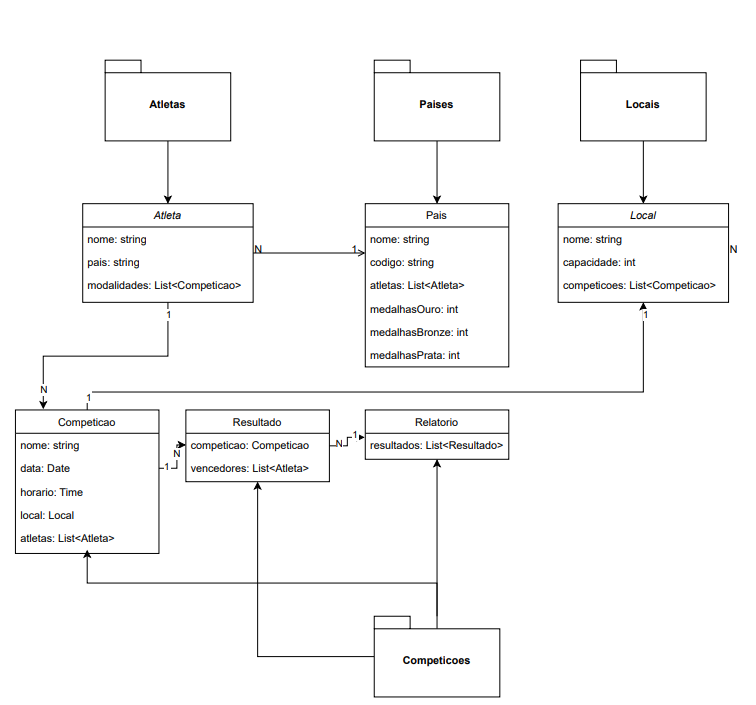 Atletas
Paises
Locais
Atleta
nome: string
pais: string
modalidades: List<Competicao>
N
1
Pais
nome: string
codigo: string
atletas: List<Atleta>
medalhasOuro: int
medalhasBronze: int
medalhasPrata: int
Local
nome: string
capacidade: int
competicoes: List<Competicao>
N
1
1
N
1
Competicao
nome: string
data: Date
horario: Time
local: Local
atletas: List<Atleta>
1
N
Resultado
competicao: Competicao
vencedores: List<Atleta>
N
1
Relatorio
resultados: List<Resultado>
Competicoes